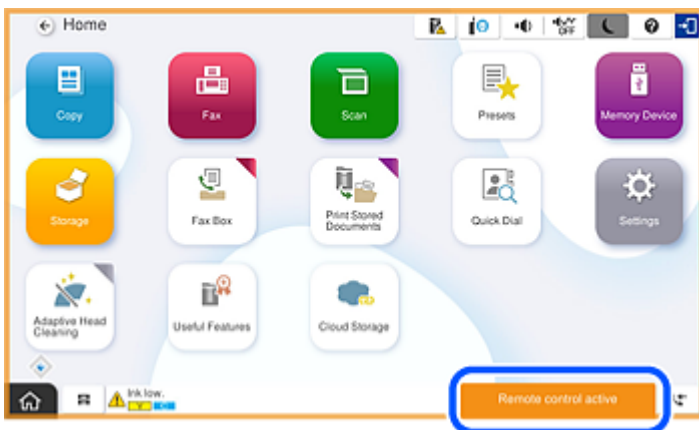 Home
OFF
Copy
Fax
Scan
Presets
Memory Device
Storage
Fax Box
Print Stored
Documents
Quick Dial
Settings
Adaptive Head
Cleaning
Useful Features
Cloud Storage
Ink low.
Y
Remote control active